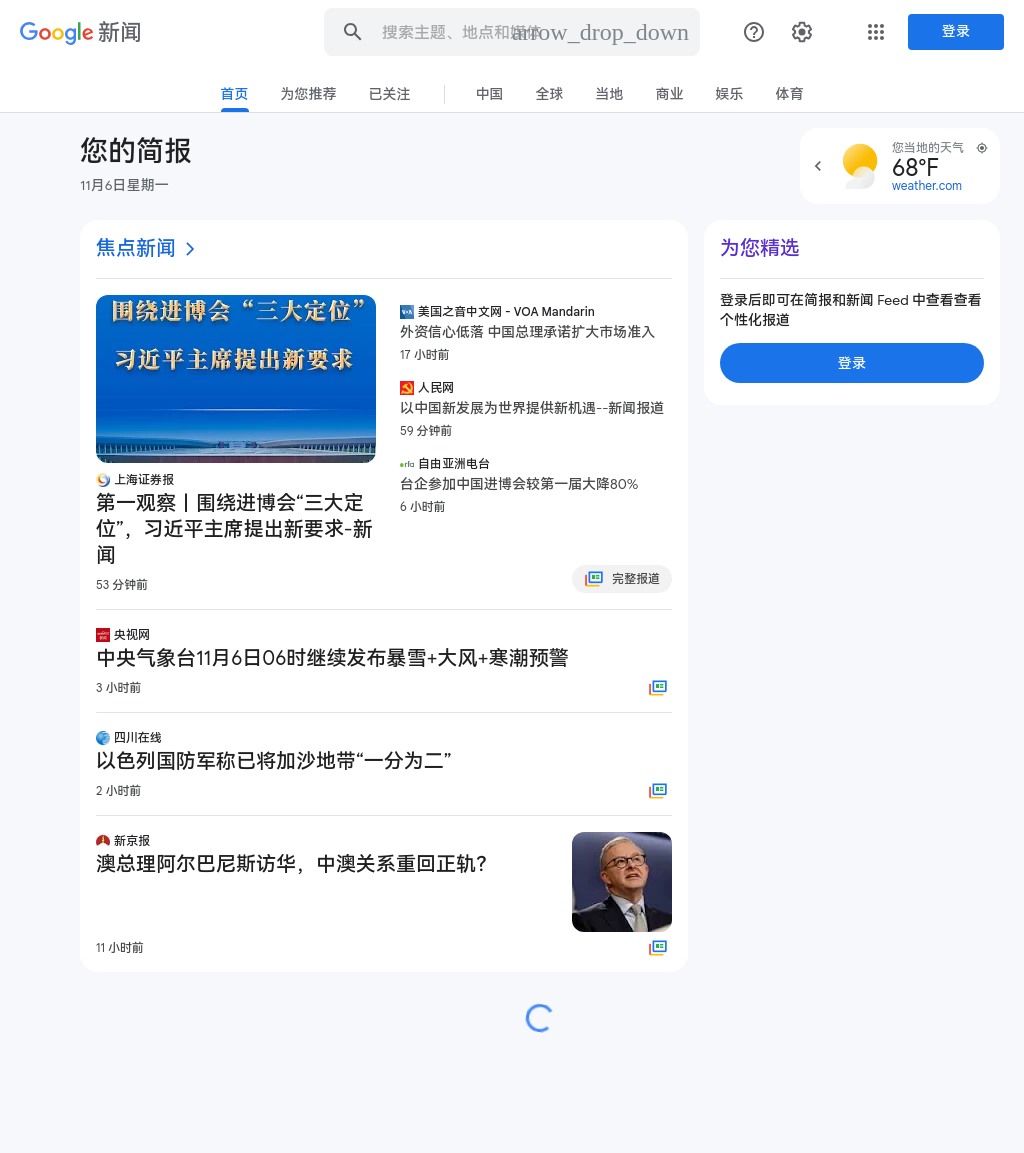 Google 新闻
搜索主题、地点和媒体
arrow_drop_down
登录
首页 为您推荐 已关注 中国 全球 当地 商业 娱乐 体育
您的简报
11月6日星期一
您当地的天气
68°F
weather.com
焦点新闻
围绕进博会“三大定位”
习近平主席提出新要求
上海证券报
第一观察丨围绕进博会“三大定
位”，习近平主席提出新要求-新
闻
53 分钟前
美国之音中文网 - VOA Mandarin
外资信心低落 中国总理承诺扩大市场准入
17 小时前
人民网
以中国新发展为世界提供新机遇--新闻报道
59 分钟前
rfa 自由亚洲电台
台企参加中国进博会较第一届大降80%
6 小时前
完整报道
央视网
中央气象台11月6日06时继续发布暴雪+大风+寒潮预警
3 小时前
四川在线
以色列国防军称已将加沙地带“一分为二”
2 小时前
新京报
澳总理阿尔巴尼斯访华，中澳关系重回正轨？
11 小时前
为您精选
登录后即可在简报和新闻 Feed 中查看查看
个性化报道
登录